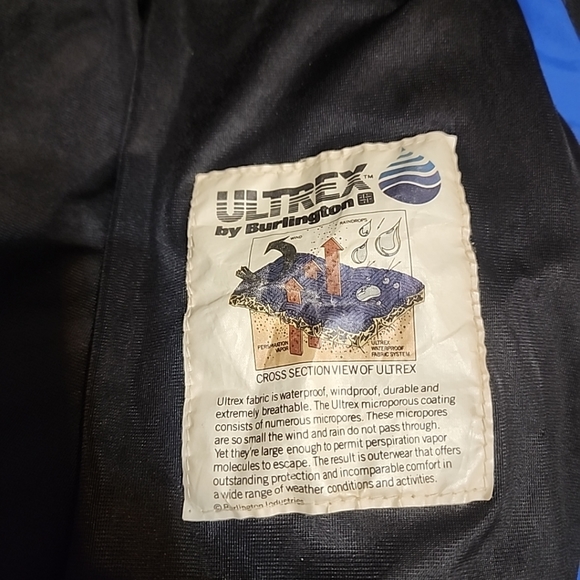 ULTREX™
by Burlington
WIND
RAINDROPS
PERSPIRATION
VAPOR
ULTREX
WATERPROOF
FABRIC SYSTEM
CROSS SECTION VIEW OF ULTREX
Ultrex fabric is waterproof, windproof, durable and
extremely breathable. The Ultrex microporous coating
consists of numerous micropores. These micropores
are so small the wind and rain do not pass through.
Yet they're large enough to permit perspiration vapor
molecules to escape. The result is outerwear that offers
outstanding protection and incomparable comfort in
a wide range of weather conditions and activities.
© Burlington Industries